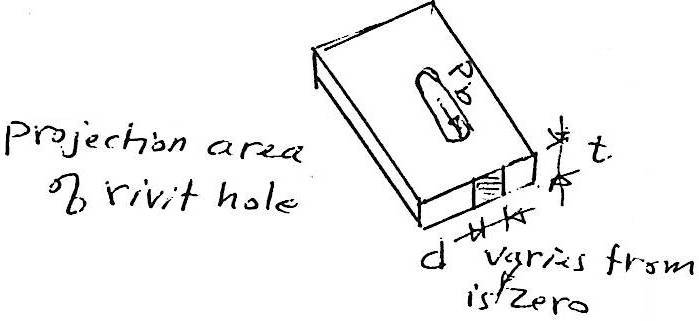 Projection area
of rivit hole
Pb
t.
d varies from
is zero